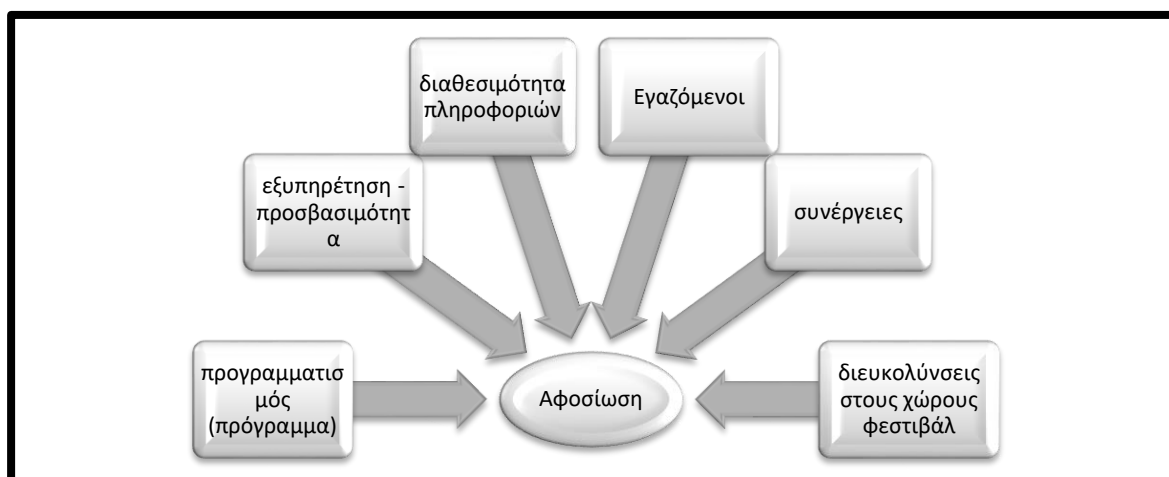 διαθεσιμότητα
πληροφοριών
Εγαζόμενοι
εξυπηρέτηση -
προσβασιμότητ
α
συνέργειες
προγραμματισ
μός
(πρόγραμμα)
Αφοσίωση
διευκολύνσεις
στους χώρους
φεστιβάλ